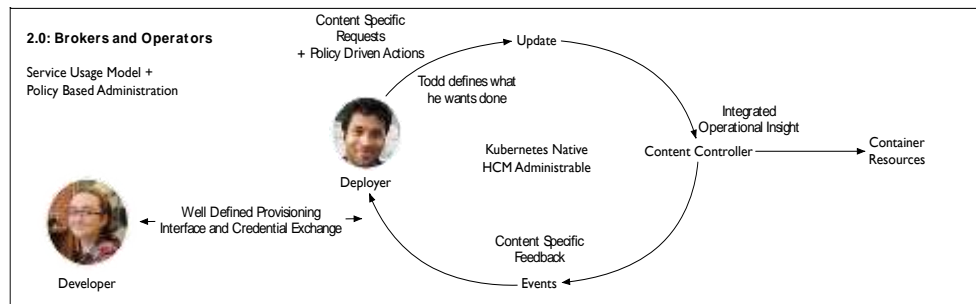 2.0: Brokers and Operators
Service Usage Model +
Policy Based Administration
Content Specific
Requests
+ Policy Driven Actions
Update
Todd defines what
he wants done
Integrated
Operational Insight
Kubernetes Native
HCM Administrable
Content Controller
Container
Resources
Deployer
Well Defined Provisioning
Interface and Credential Exchange
Developer
Content Specific
Feedback
Events